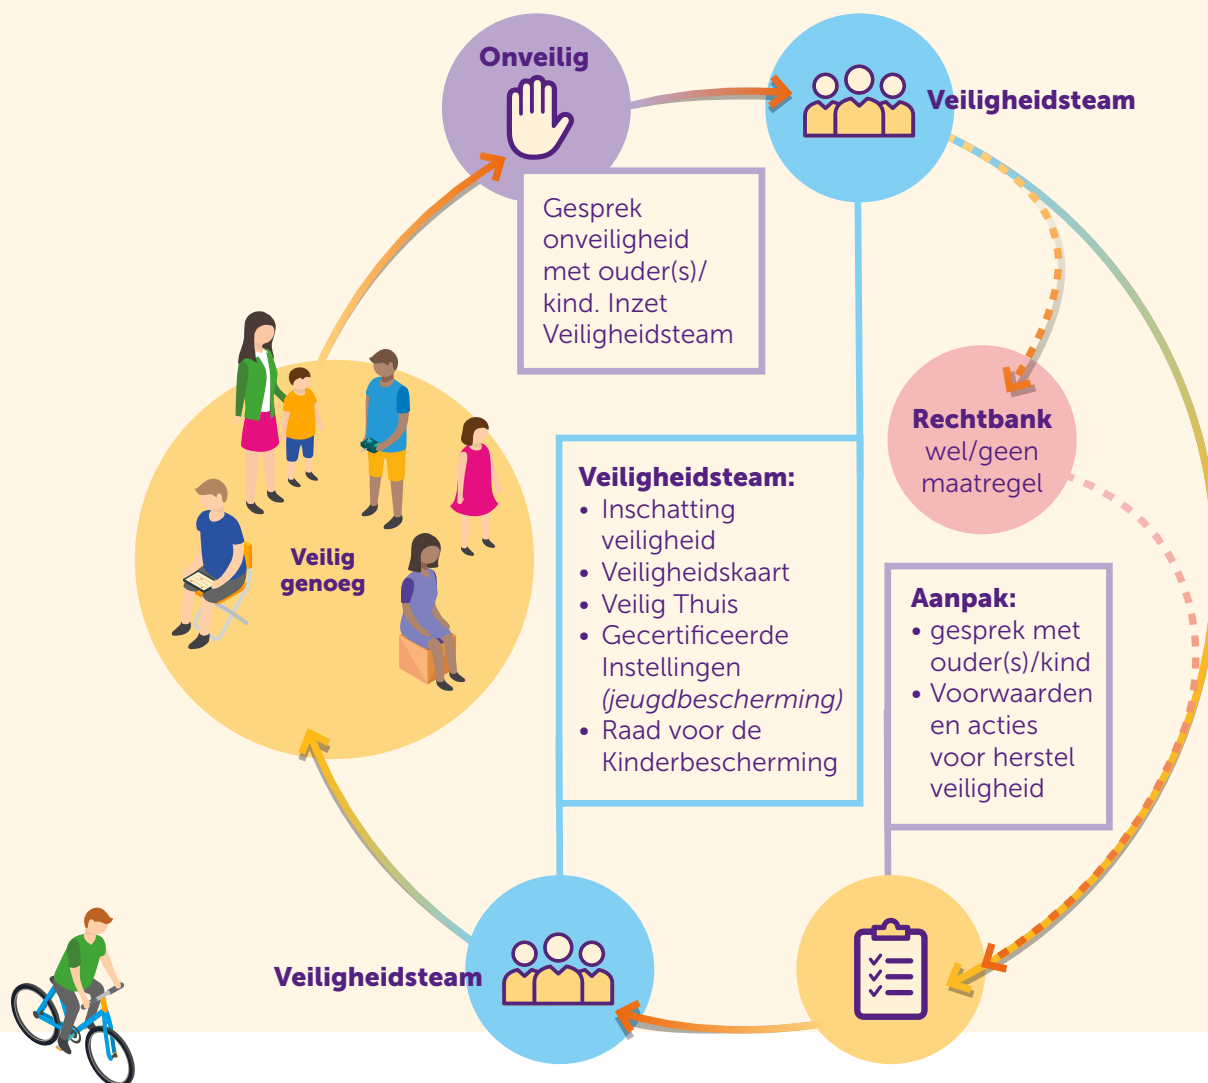 Onveilig
Veiligheidsteam
Gesprek
onveiligheid
met ouder(s)/
kind. Inzet
Veiligheidsteam
Rechtbank
wel/geen
maatregel
Veilig
genoeg
Veiligheidsteam:
• Inschatting
veiligheid
• Veiligheidskaart
• Veilig Thuis
• Gecertificeerde
Instellingen
(jeugdbescherming)
• Raad voor de
Kinderbescherming
Aanpak:
• gesprek met
ouder(s)/kind
• Voorwaarden
en acties
voor herstel
veiligheid
Veiligheidsteam